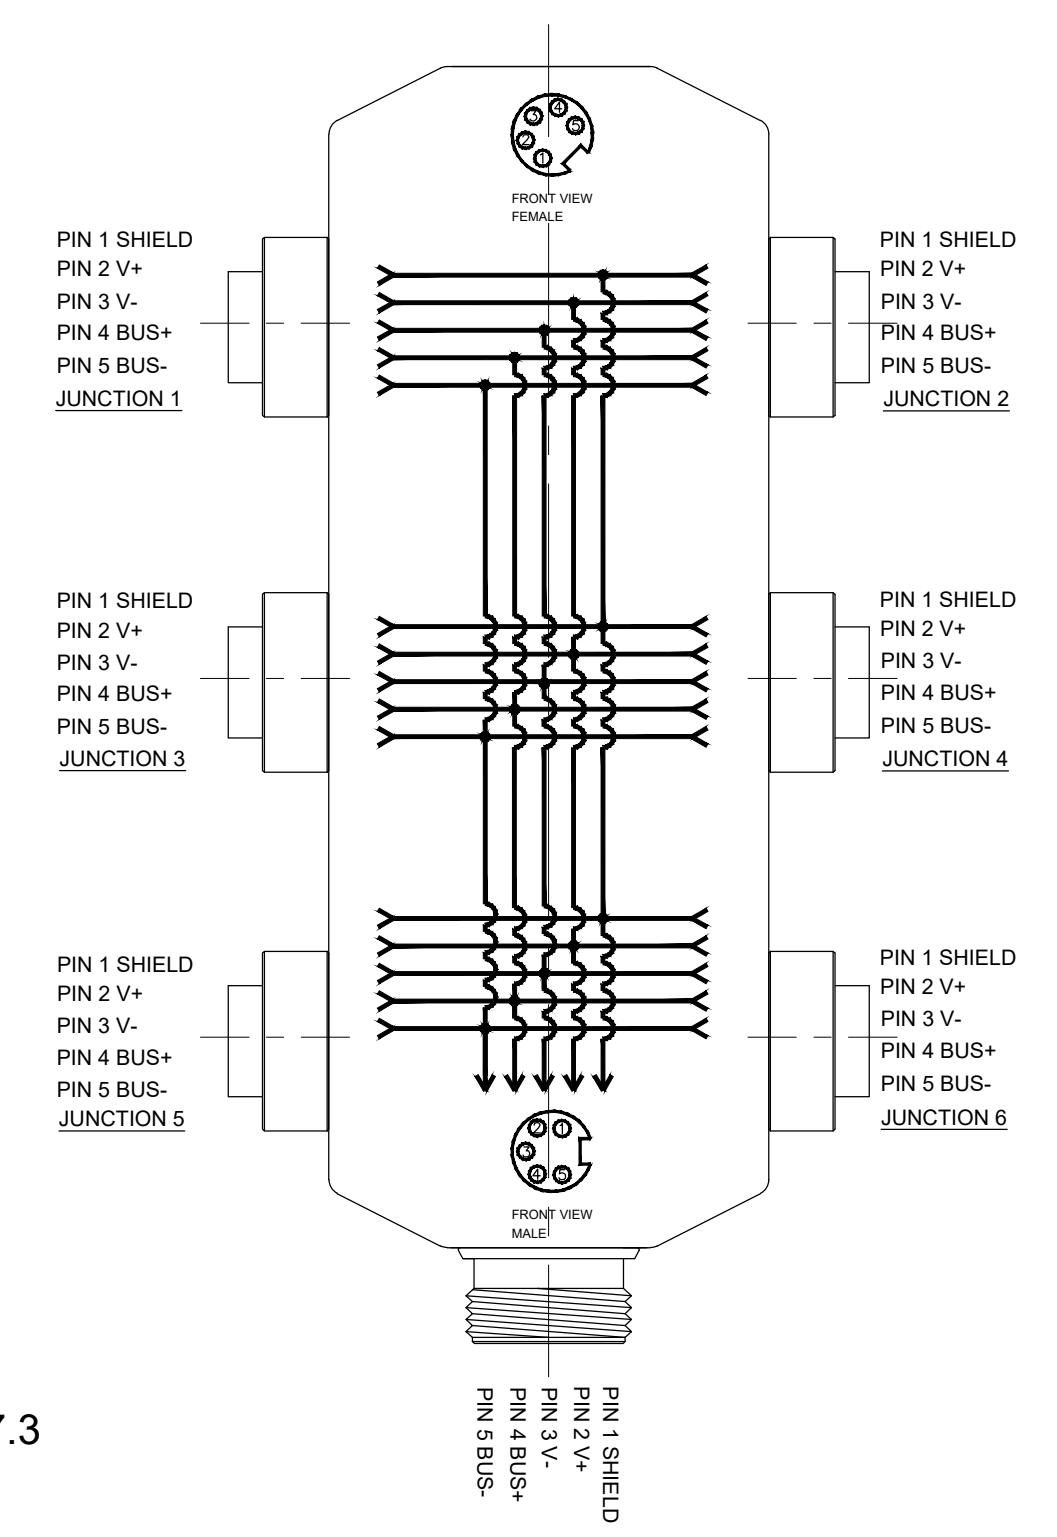 4
3
5
2
1
FRONT VIEW
FEMALE
PIN 1 SHIELD
PIN 2 V+
PIN 3 V-
PIN 4 BUS+
PIN 5 BUS-
JUNCTION 1
PIN 1 SHIELD
PIN 2 V+
PIN 3 V-
PIN 4 BUS+
PIN 5 BUS-
JUNCTION 2
PIN 1 SHIELD
PIN 2 V+
PIN 3 V-
PIN 4 BUS+
PIN 5 BUS-
JUNCTION 3
PIN 1 SHIELD
PIN 2 V+
PIN 3 V-
PIN 4 BUS+
PIN 5 BUS-
JUNCTION 4
PIN 1 SHIELD
PIN 2 V+
PIN 3 V-
PIN 4 BUS+
PIN 5 BUS-
JUNCTION 5
PIN 1 SHIELD
PIN 2 V+
PIN 3 V-
PIN 4 BUS+
PIN 5 BUS-
JUNCTION 6
2 1
3
4 5
FRONT VIEW
MALE
PIN 5 BUS-
PIN 4 BUS+
PIN 3 V-
PIN 2 V+
PIN 1 SHIELD
7.3